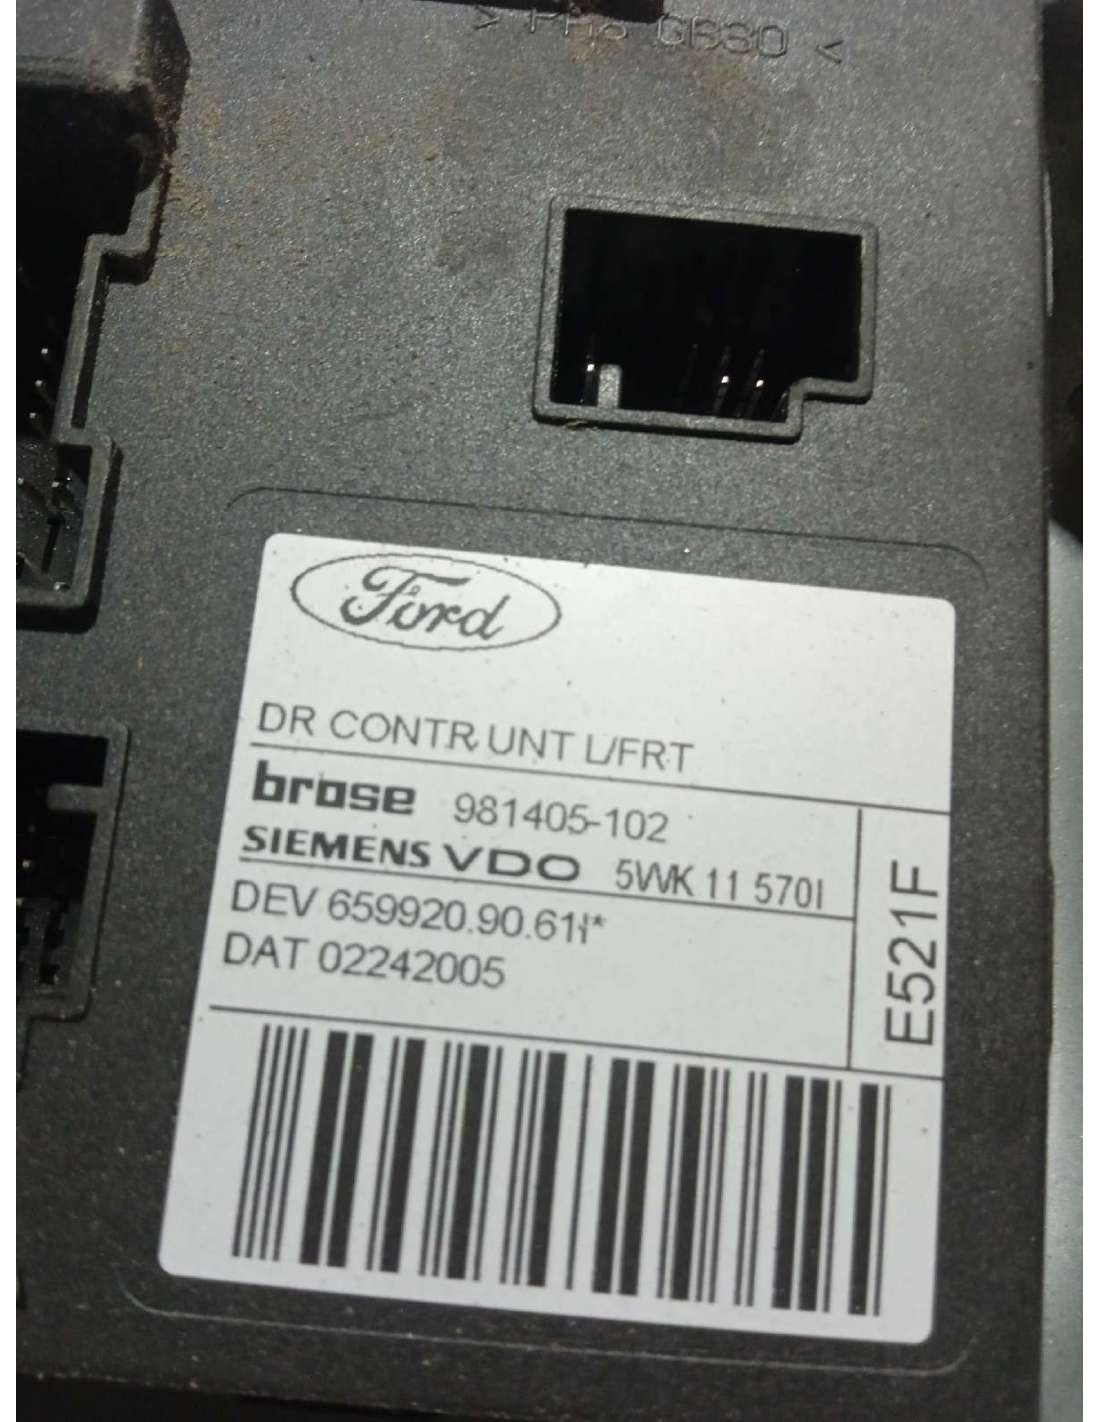 GB30 <
Ford
DR CONTR UNT L/FRT
brose 981405-102
SIEMENS VDO 5WK 11 570I
DEV 659920.90.61
DAT 02242005
E521F